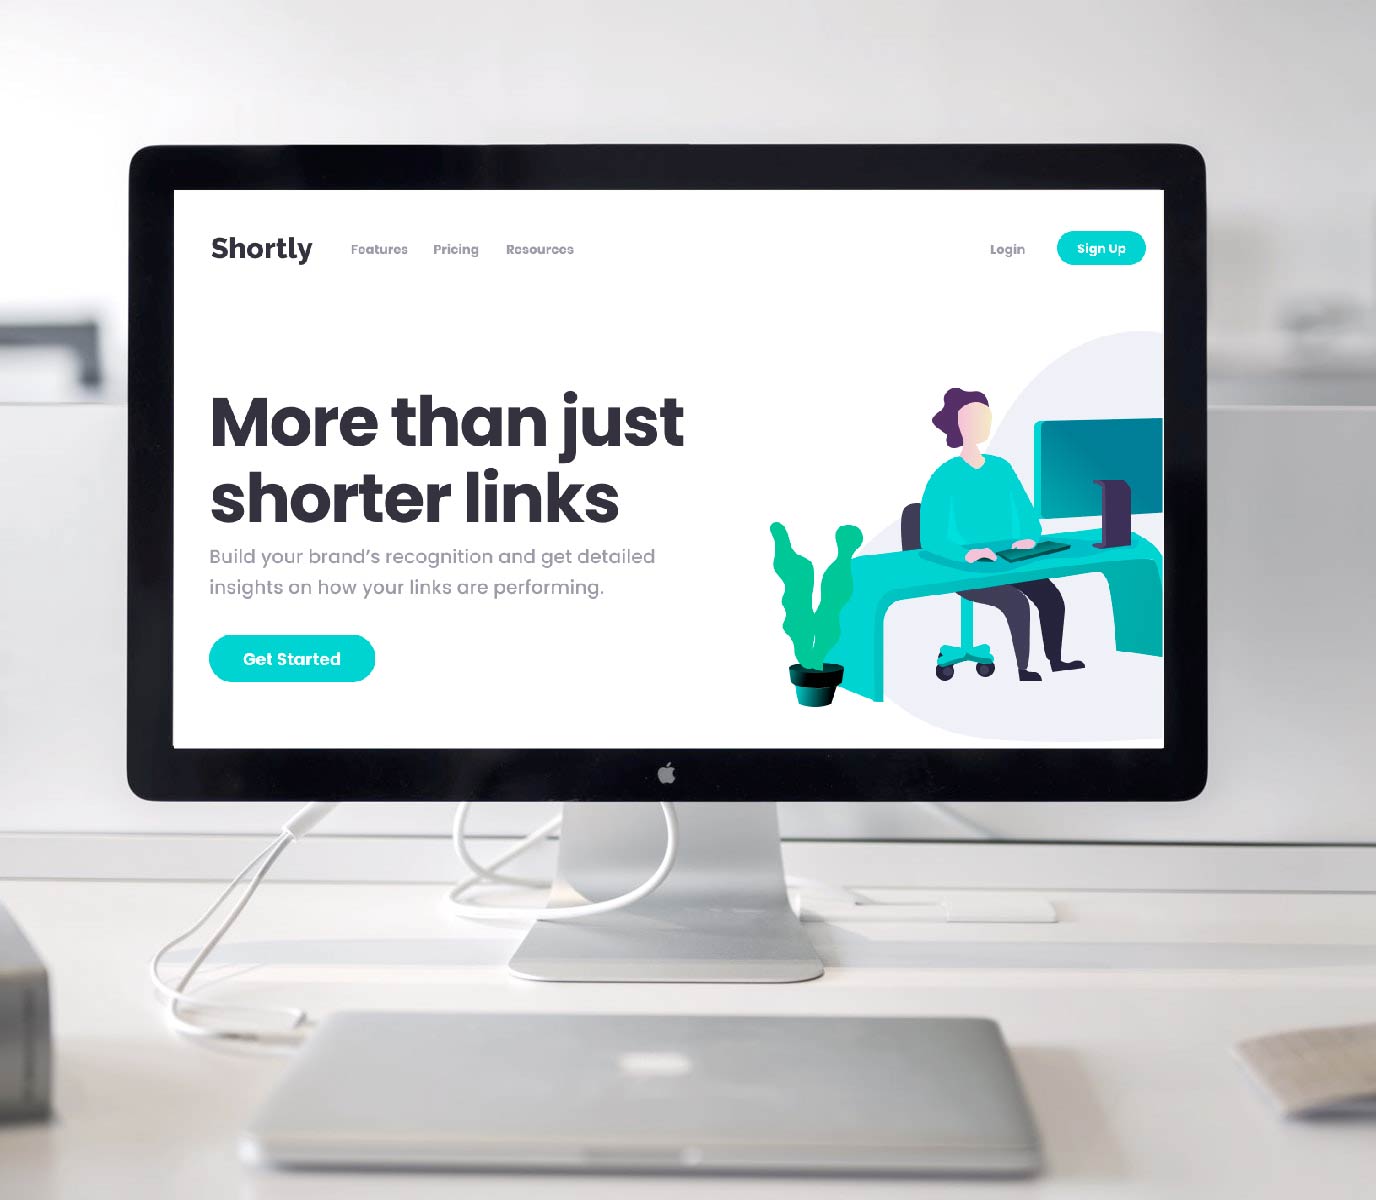 Shortly
Features
Pricing
Resources
Login
Sign Up
More than just
shorter links
Build your brand's recognition and get detailed
insights on how your links are performing.
Get Started